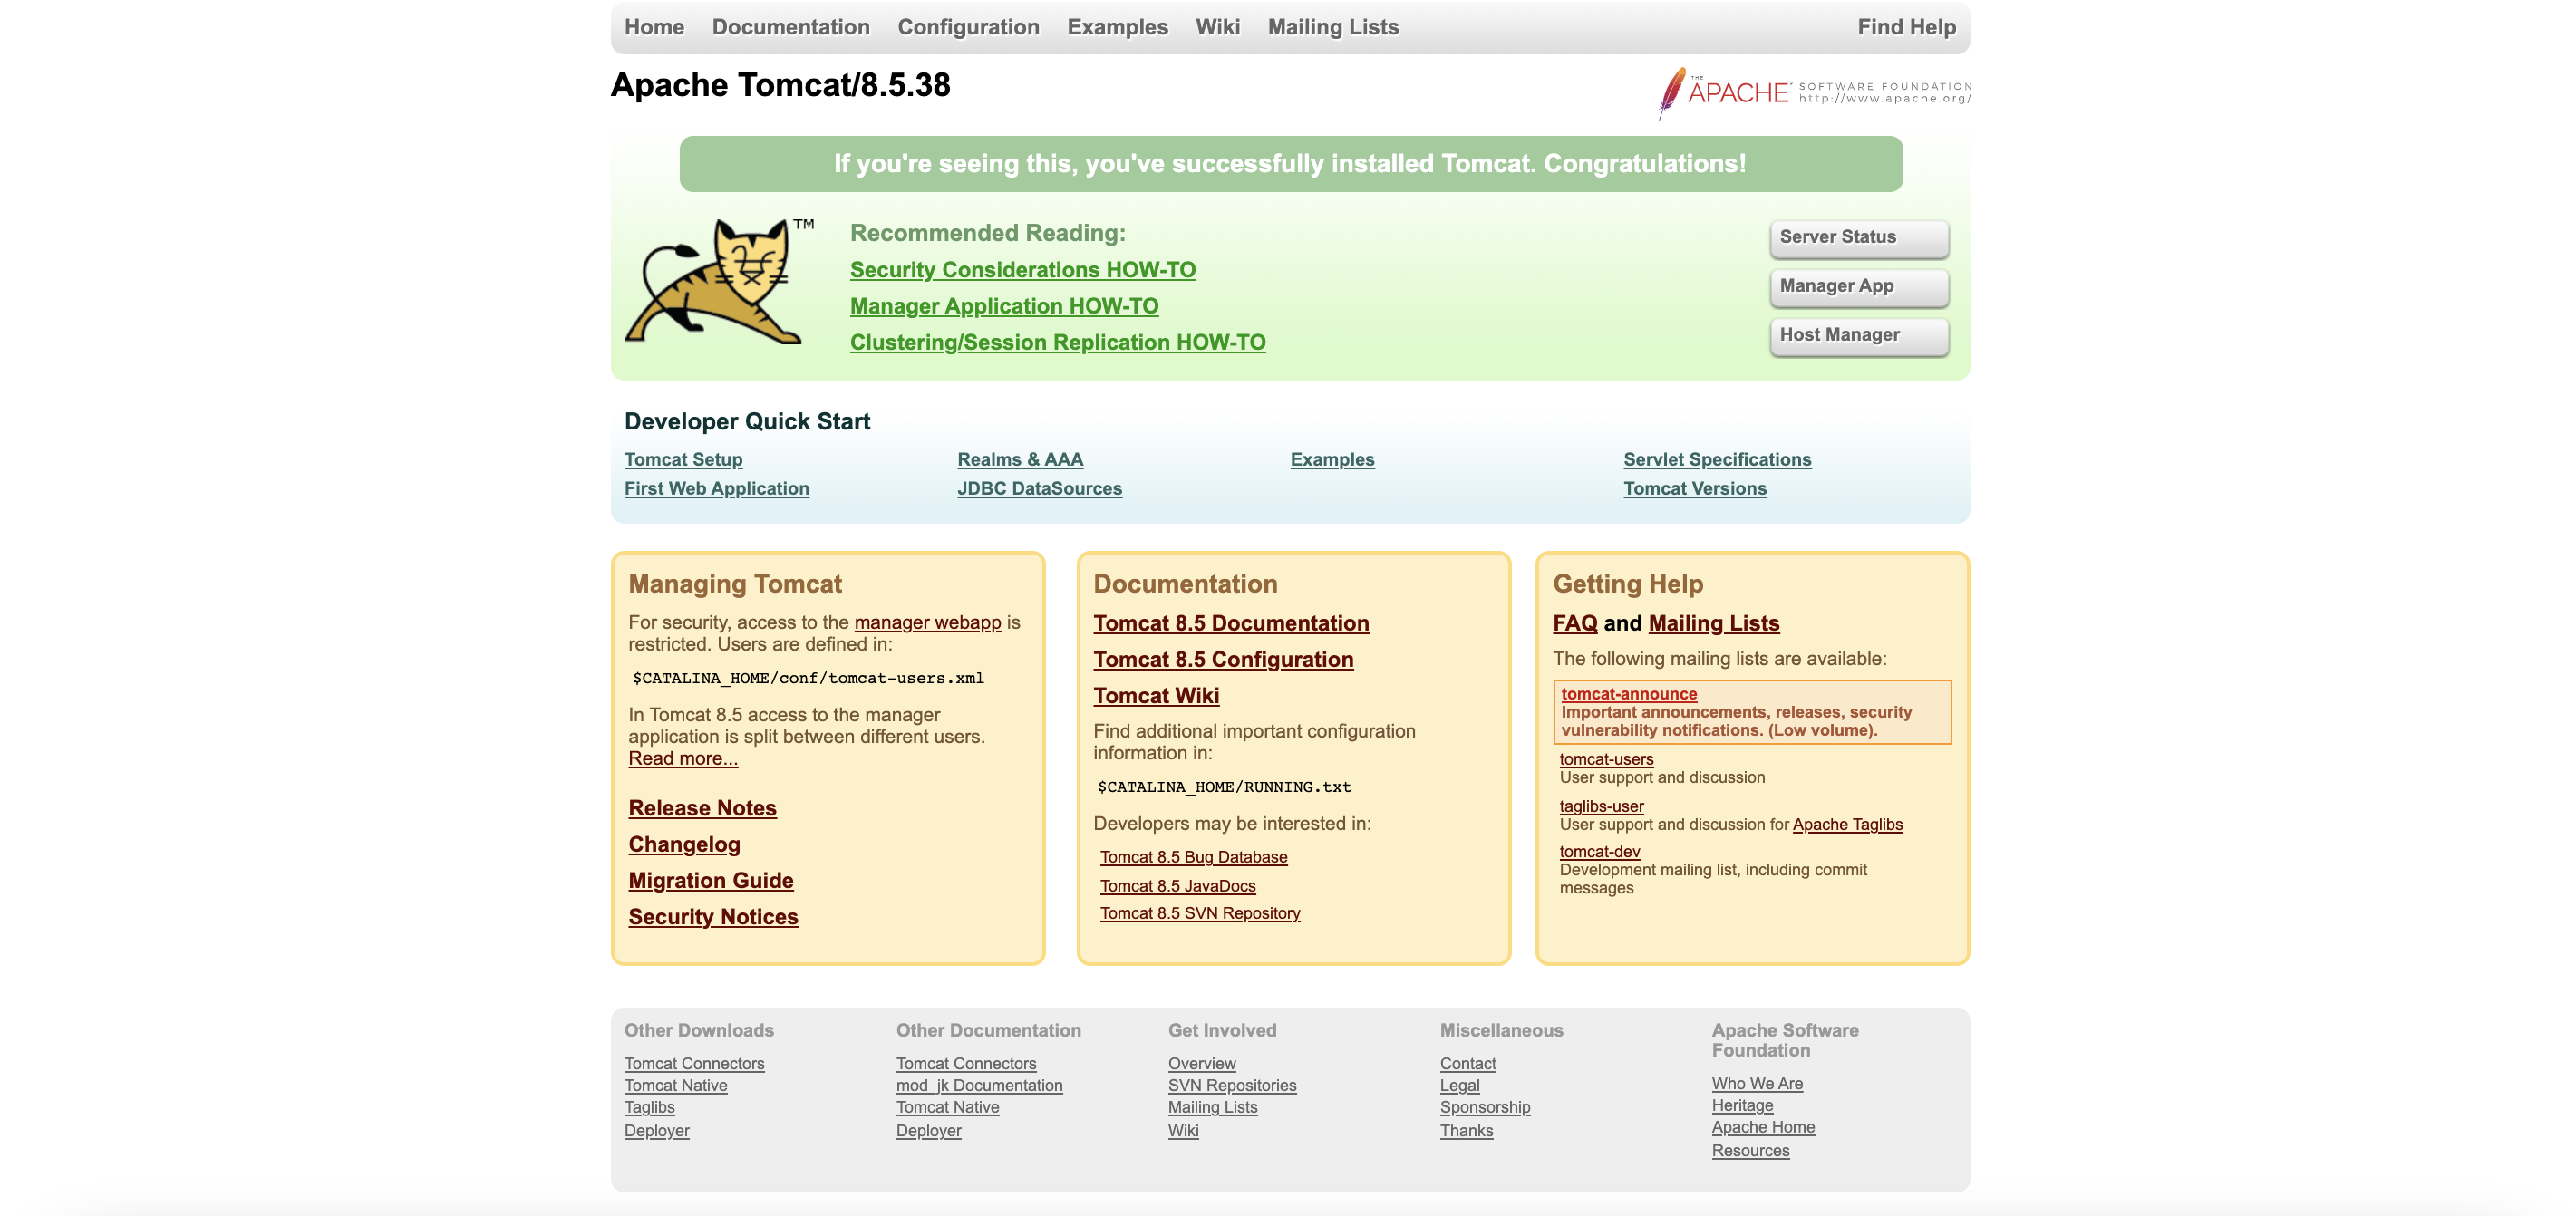 Home Documentation Configuration Examples Wiki Mailing Lists Find Help
Apache Tomcat/8.5.38
THE APACHE SOFTWARE FOUNDATION
http://www.apache.org/
If you're seeing this, you've successfully installed Tomcat. Congratulations!
TM
Recommended Reading:
Security Considerations HOW-TO
Manager Application HOW-TO
Clustering/Session Replication HOW-TO
Server Status
Manager App
Host Manager
Developer Quick Start
Tomcat Setup
First Web Application
Realms & AAA
JDBC DataSources
Examples
Servlet Specifications
Tomcat Versions
Managing Tomcat
For security, access to the manager webapp is
restricted. Users are defined in:
$CATALINA_HOME/conf/tomcat-users.xml
In Tomcat 8.5 access to the manager
application is split between different users.
Read more...
Release Notes
Changelog
Migration Guide
Security Notices
Documentation
Tomcat 8.5 Documentation
Tomcat 8.5 Configuration
Tomcat Wiki
Find additional important configuration
information in:
$CATALINA_HOME/RUNNING.txt
Developers may be interested in:
Tomcat 8.5 Bug Database
Tomcat 8.5 JavaDocs
Tomcat 8.5 SVN Repository
Getting Help
FAQ and Mailing Lists
The following mailing lists are available:
tomcat-announce
Important announcements, releases, security
vulnerability notifications. (Low volume).
tomcat-users
User support and discussion
taglibs-user
User support and discussion for Apache Taglibs
tomcat-dev
Development mailing list, including commit
messages
Other Downloads
Tomcat Connectors
Tomcat Native
Taglibs
Deployer
Other Documentation
Tomcat Connectors
mod_jk Documentation
Tomcat Native
Deployer
Get Involved
Overview
SVN Repositories
Mailing Lists
Wiki
Miscellaneous
Contact
Legal
Sponsorship
Thanks
Apache Software
Foundation
Who We Are
Heritage
Apache Home
Resources